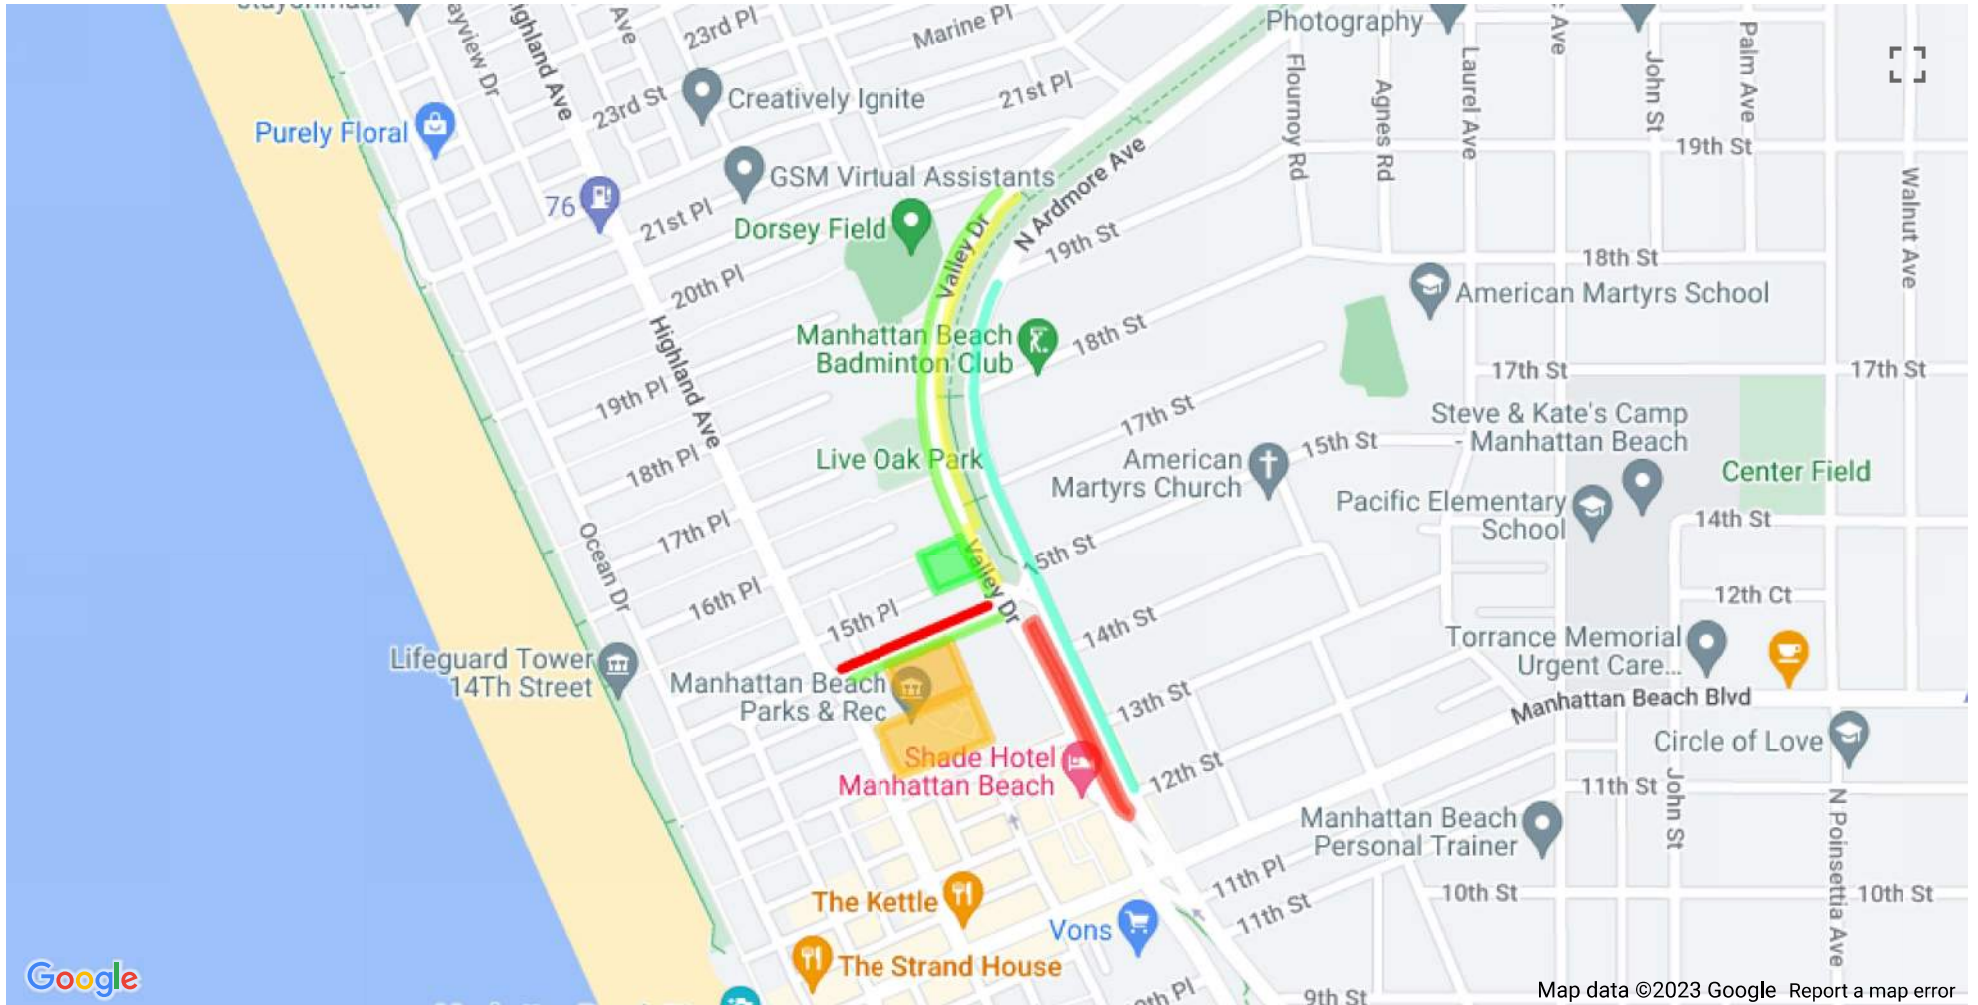 ayview Dr
ighland Ave
Ave
23rd Pl
Marine Pl
Photography
Ave
Laurel Ave
John St
Palm Ave
Flournoy Rd
Agnes Rd
Creatively Ignite
23rd St
21st Pl
Purely Floral
19th St
N Ardmore Ave
GSM Virtual Assistants
76
21st Pl
Dorsey Field
Valley Dr
19th St
Walnut Ave
18th St
20th Pl
American Martyrs School
Highland Ave
Manhattan Beach
Badminton Club
18th St
17th St
17th St
19th Pl
17th St
Steve & Kate's Camp
- Manhattan Beach
15th St
Live Oak Park
18th Pl
American
Martyrs Church
Center Field
Pacific Elementary
School
14th St
17th Pl
Ocean Dr
Valley Dr
15th St
16th Pl
12th Ct
15th Pl
14th St
Torrance Memorial
Urgent Care...
Lifeguard Tower
14Th Street
Manhattan Beach
Parks & Rec
13th St
Manhattan Beach Blvd
Circle of Love
Shade Hotel
Manhattan Beach
12th St
11th St
John St
N Poinsettia Ave
Manhattan Beach
Personal Trainer
11th Pl
The Kettle
10th St
10th St
11th St
Vons
The Strand House
Google
9th St
Map data ©2023 Google
Report a map error